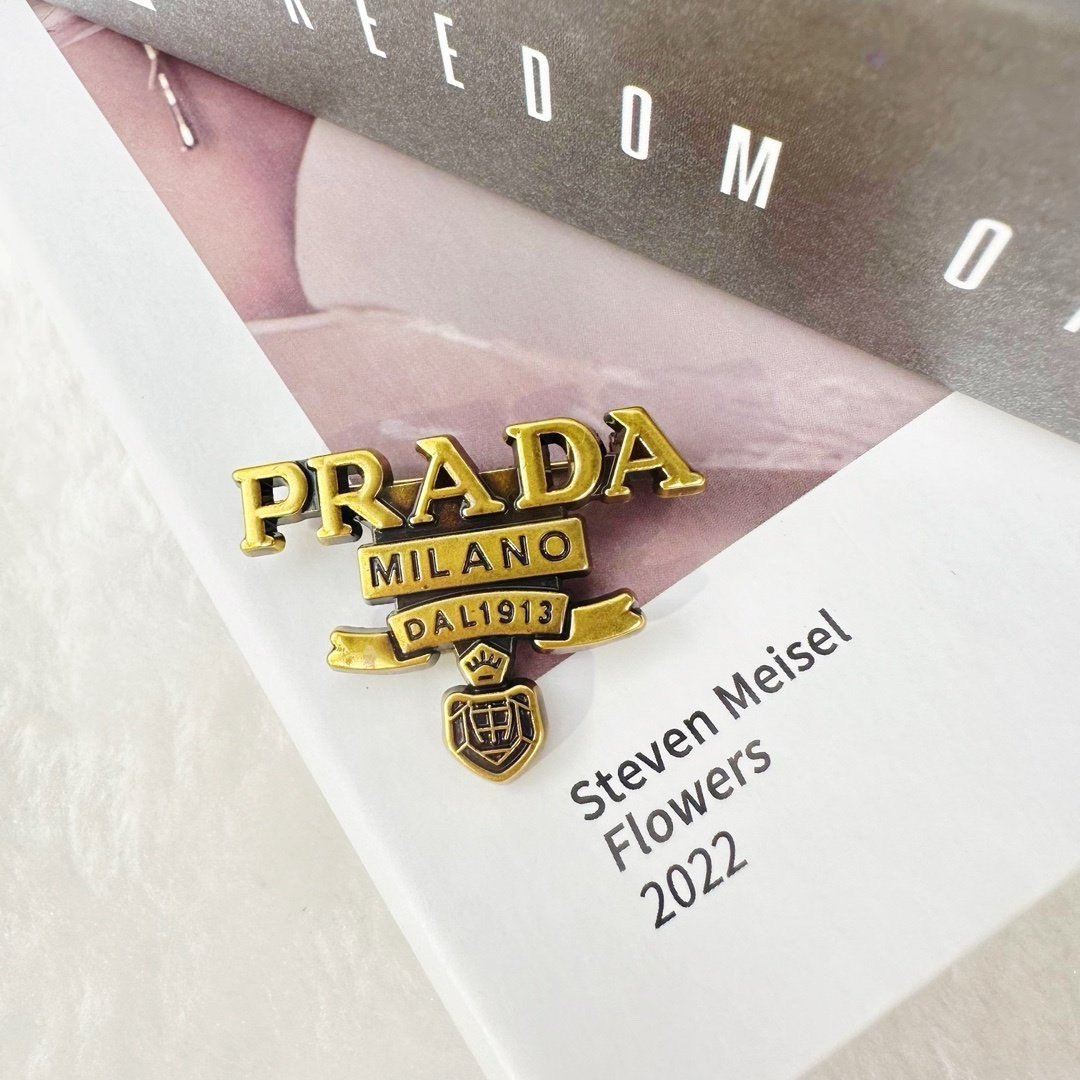 REEDOM O
PRADA
MILANO
DAL1913
Steven Meisel
Flowers
2022